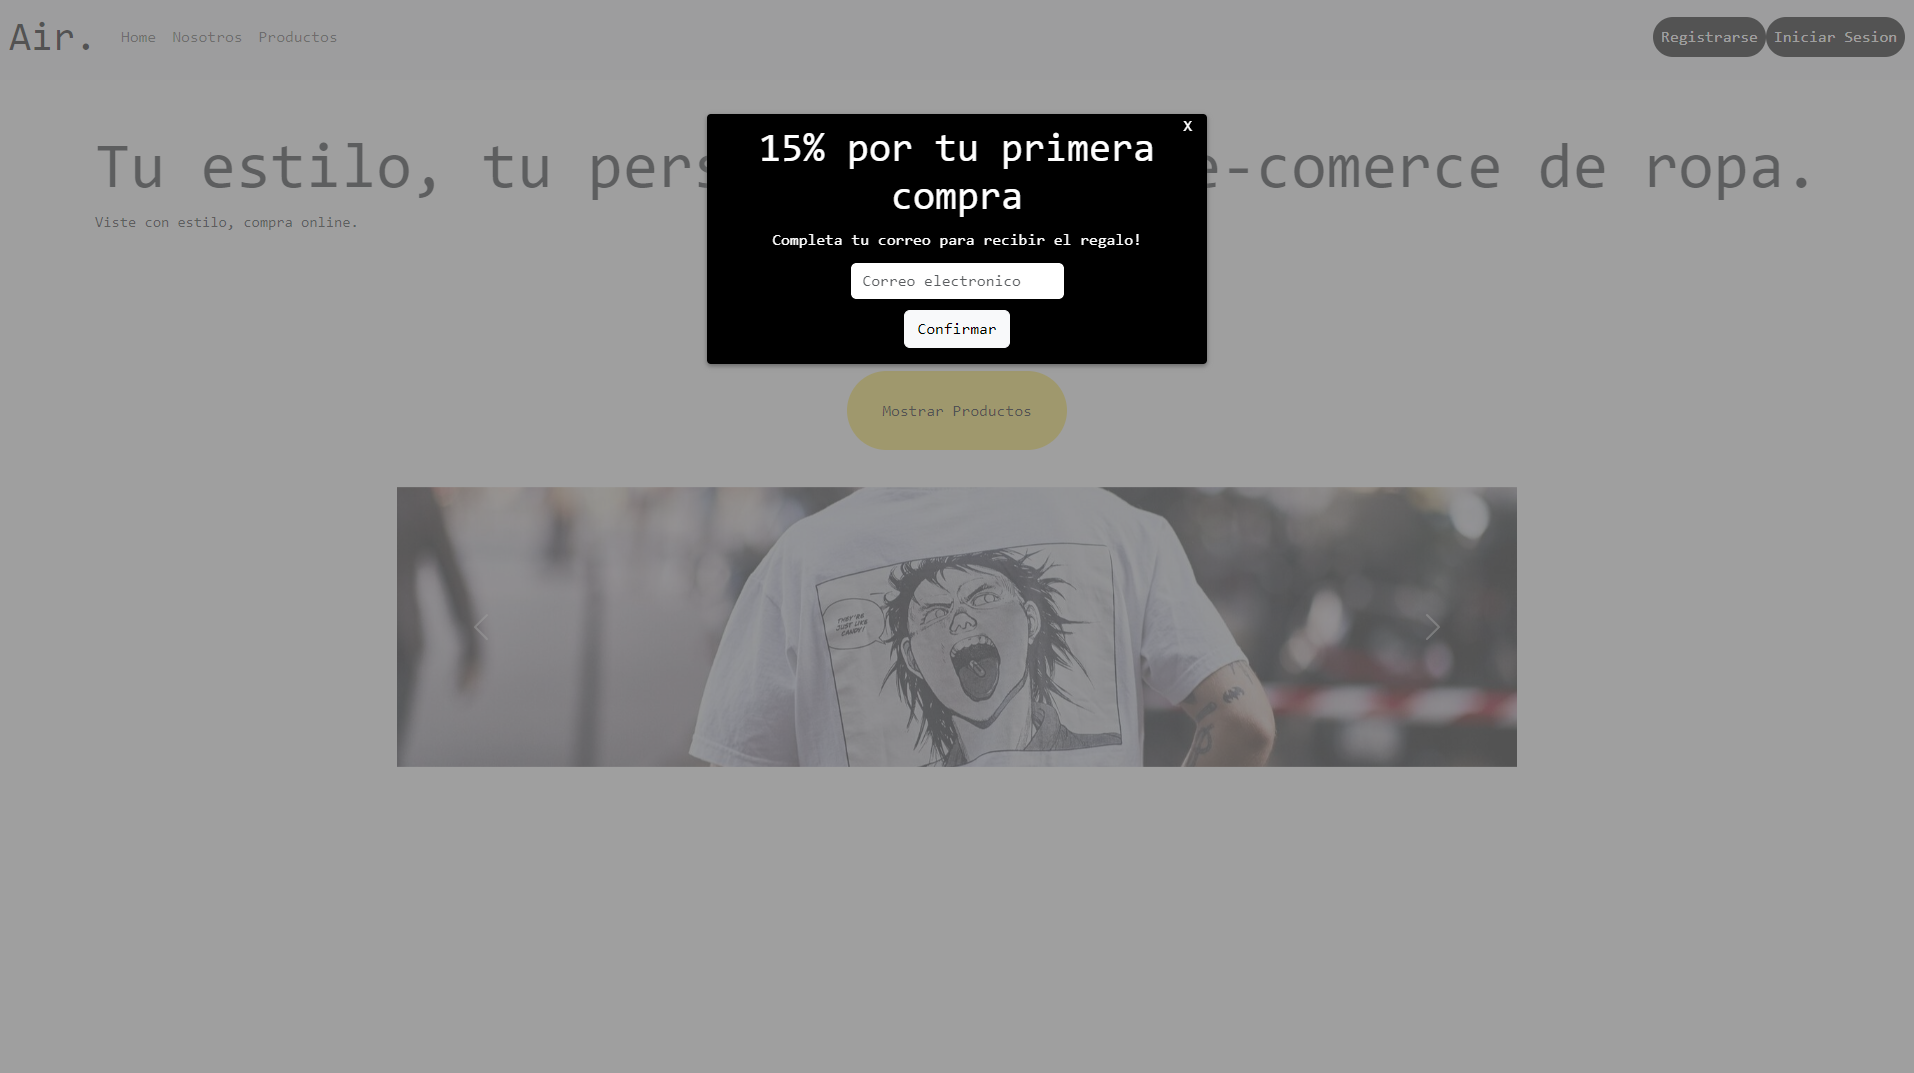 Air. Home Nosotros Productos Registrarse Iniciar Sesion
X
15% por tu primera
compra
Completa tu correo para recibir el regalo!
Correo electronico
Confirmar
Tu estilo, tu pers e-comerce de ropa.
Viste con estilo, compra online.
Mostrar Productos
THEY'RE
JUST LIKE
CANDY!